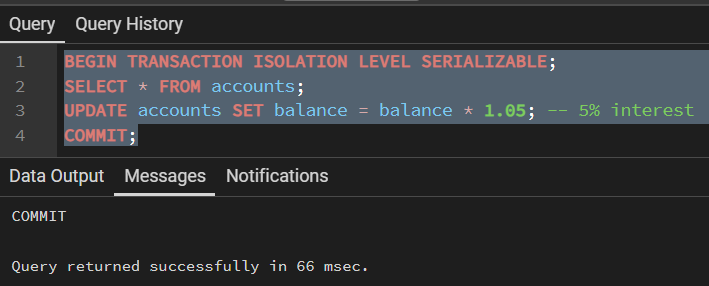 Query Query History
1 BEGIN TRANSACTION ISOLATION LEVEL SERIALIZABLE;
2 SELECT * FROM accounts;
3 UPDATE accounts SET balance = balance * 1.05; -- 5% interest
4 COMMIT;
Data Output Messages Notifications
COMMIT
Query returned successfully in 66 msec.